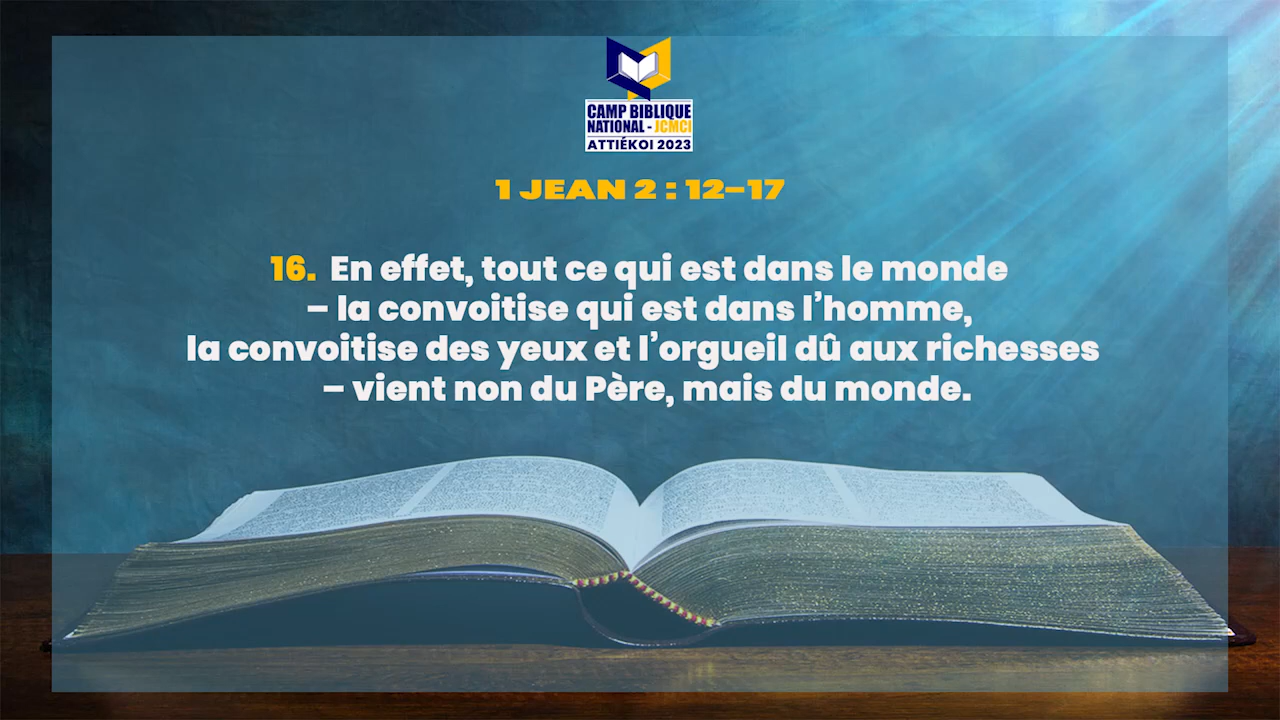 CAMP BIBLIQUE
NATIONAL - JCMCI
ATTIÉKOI 2023
1 JEAN 2 : 12–17
16. En effet, tout ce qui est dans le monde
– la convoitise qui est dans l’homme,
la convoitise des yeux et l’orgueil dû aux richesses
– vient non du Père, mais du monde.